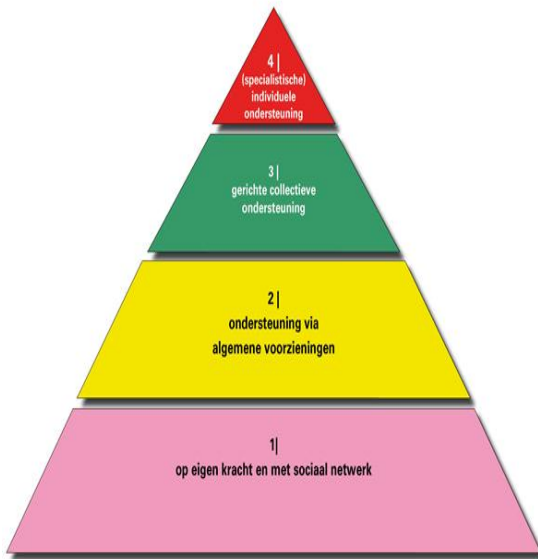 4 |
(specialistische)
individuele
ondersteuning
3 |
gerichte collectieve
ondersteuning
2 |
ondersteuning via
algemene voorzieningen
1|
op eigen kracht en met sociaal netwerk